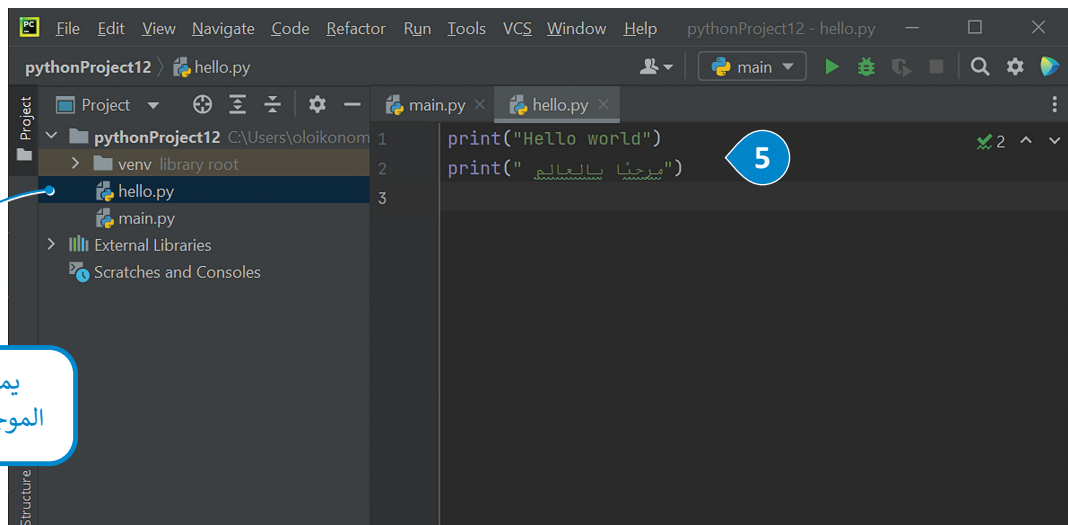 PC File Edit View Navigate Code Refactor Run Tools VCS Window Help pythonProject12 - hello.py
pythonProject12 hello.py main
Project Project main.py hello.py
pythonProject12 C:\Users\oloikonom
venv library root
hello.py
main.py
External Libraries
Scratches and Consoles
1 print("Hello world") 2
2 print(" مرحبًا بالعالم")
3
5
Structure